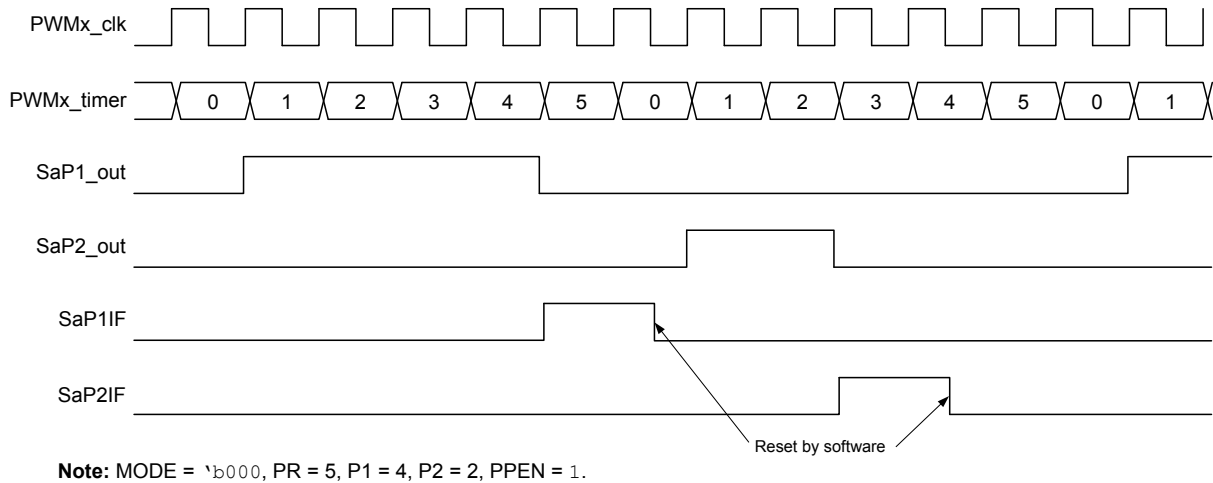 PWMx_clk
PWMx_timer 0 1 2 3 4 5 0 1 2 3 4 5 0 1
SaP1_out
SaP2_out
SaP1IF
SaP2IF
Reset by software
Note: MODE = 'b000, PR = 5, P1 = 4, P2 = 2, PPEN = 1.